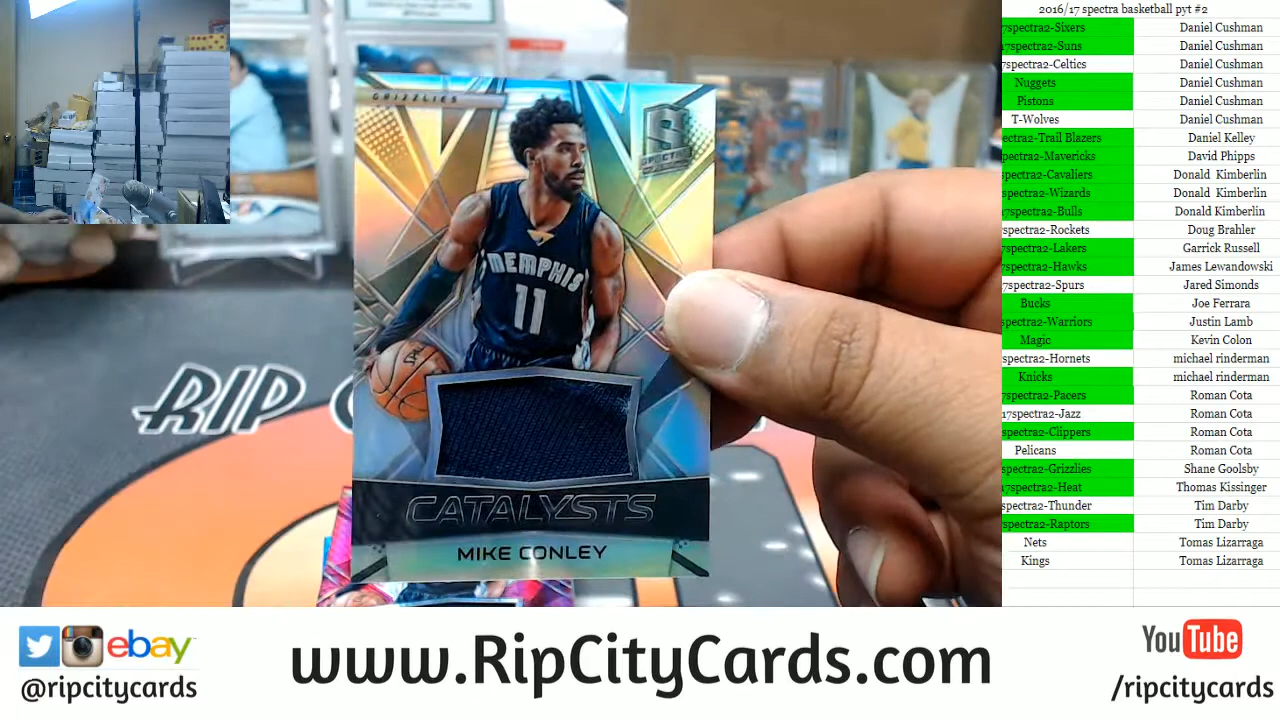 GRIZZLIES
SPECTRA
MEMPHIS
11
CATALYSTS
MIKE CONLEY
RIP
2016/17 spectra basketball pyt #2
7spectra2-Sixers Daniel Cushman
7spectra2-Suns Daniel Cushman
7spectra2-Celtics Daniel Cushman
Nuggets Daniel Cushman
Pistons Daniel Cushman
T-Wolves Daniel Cushman
ectra2-Trail Blazers Daniel Kelley
pectra2-Mavericks David Phipps
pectra2-Cavaliers Donald Kimberlin
spectra2-Wizards Donald Kimberlin
7spectra2-Bulls Donald Kimberlin
spectra2-Rockets Doug Brahler
7spectra2-Lakers Garrick Russell
7spectra2-Hawks James Lewandowski
7spectra2-Spurs Jared Simonds
Bucks Joe Ferrara
pectra2-Warriors Justin Lamb
Magic Kevin Colon
spectra2-Hornets michael rinderman
Knicks michael rinderman
7spectra2-Pacers Roman Cota
17spectra2-Jazz Roman Cota
spectra2-Clippers Roman Cota
Pelicans Roman Cota
spectra2-Grizzlies Shane Goolsby
7spectra2-Heat Thomas Kissinger
spectra2-Thunder Tim Darby
spectra2-Raptors Tim Darby
Nets Tomas Lizarraga
Kings Tomas Lizarraga
ebay
@ripcitycards
www.RipCityCards.com
YouTube
/ripcitycards